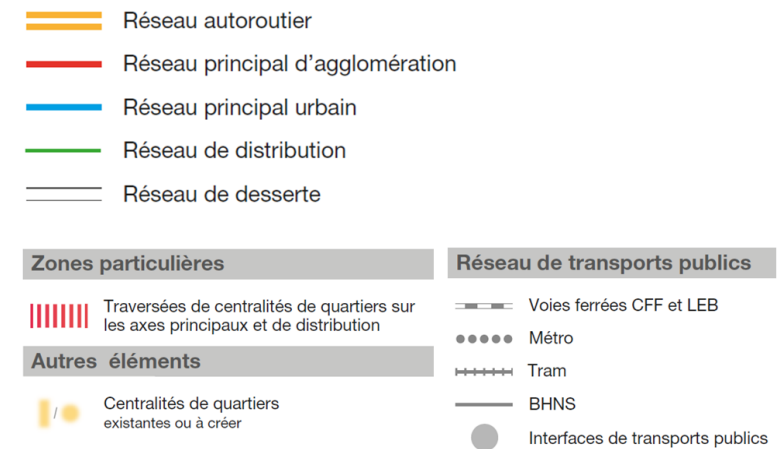 Réseau autoroutier
Réseau principal d’agglomération
Réseau principal urbain
Réseau de distribution
Réseau de desserte
Zones particulières
Traversées de centralités de quartiers sur
les axes principaux et de distribution
Autres éléments
/
Centralités de quartiers
existantes ou à créer
Réseau de transports publics
Voies ferrées CFF et LEB
Métro
Tram
BHNS
Interfaces de transports publics